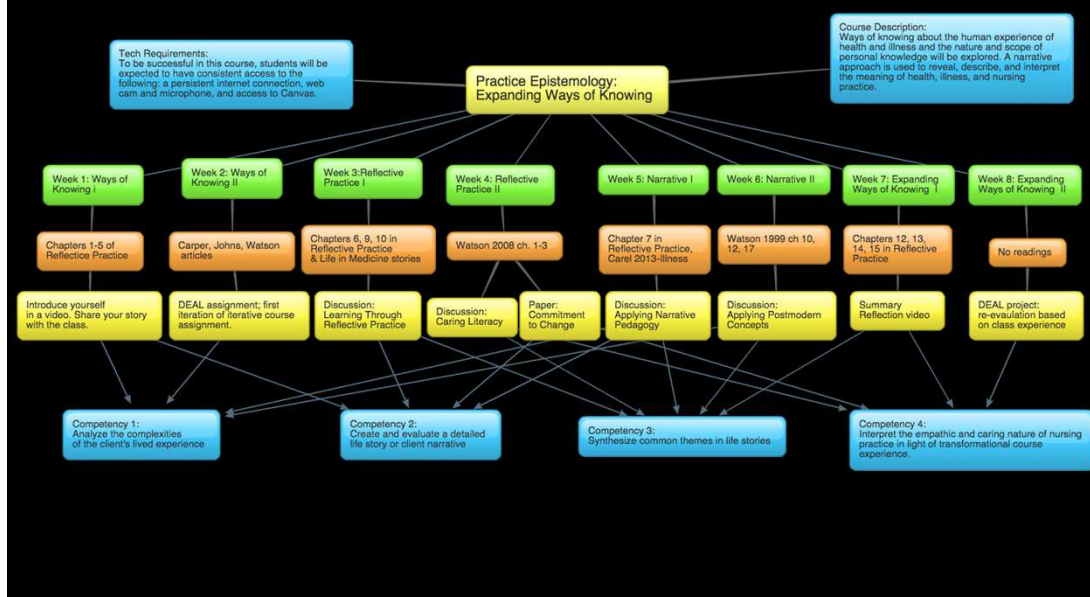 Tech Requirements:
To be successful in this course, students will be
expected to have consistent access to the
following: a persistent internet connection, web
cam and microphone, and access to Canvas.
Course Description:
Ways of knowing about the human experience of
health and illness and the nature and scope of
personal knowledge will be explored. A narrative
approach is used to reveal, describe, and interpret
the meaning of health, illness, and nursing
practice.
Practice Epistemology:
Expanding Ways of Knowing
Week 1: Ways of
Knowing i
Week 2: Ways of
Knowing II
Week 3:Reflective
Practice I
Week 4: Reflective
Practice II
Week 5: Narrative I
Week 6: Narrative II
Week 7: Expanding
Ways of Knowing I
Week 8: Expanding
Ways of Knowing II
Chapters 1-5 of
Reflectice Practice
Carper, Johns, Watson
articles
Chapters 6, 9, 10 in
Reflective Practice
& Life in Medicine stories
Watson 2008 ch. 1-3
Chapter 7 in
Reflective Practice,
Carel 2013-Illness
Watson 1999 ch 10,
12, 17
Chapters 12, 13,
14, 15 in Reflective
Practice
No readings
Introduce yourself
in a video. Share your story
with the class.
DEAL assignment; first
iteration of iterative course
assignment.
Discussion:
Learning Through
Reflective Practice
Discussion:
Caring Literacy
Paper:
Commitment
to Change
Discussion:
Applying Narrative
Pedagogy
Discussion:
Applying Postmodern
Concepts
Summary
Reflection video
DEAL project:
re-evaulation based
on class experience
Competency 1:
Analyze the complexities
of the client's lived experience
Competency 2:
Create and evaluate a detailed
life story or client narrative
Competency 3:
Synthesize common themes in life stories
Competency 4:
Interpret the empathic and caring nature of nursing
practice in light of transformational course
experience.